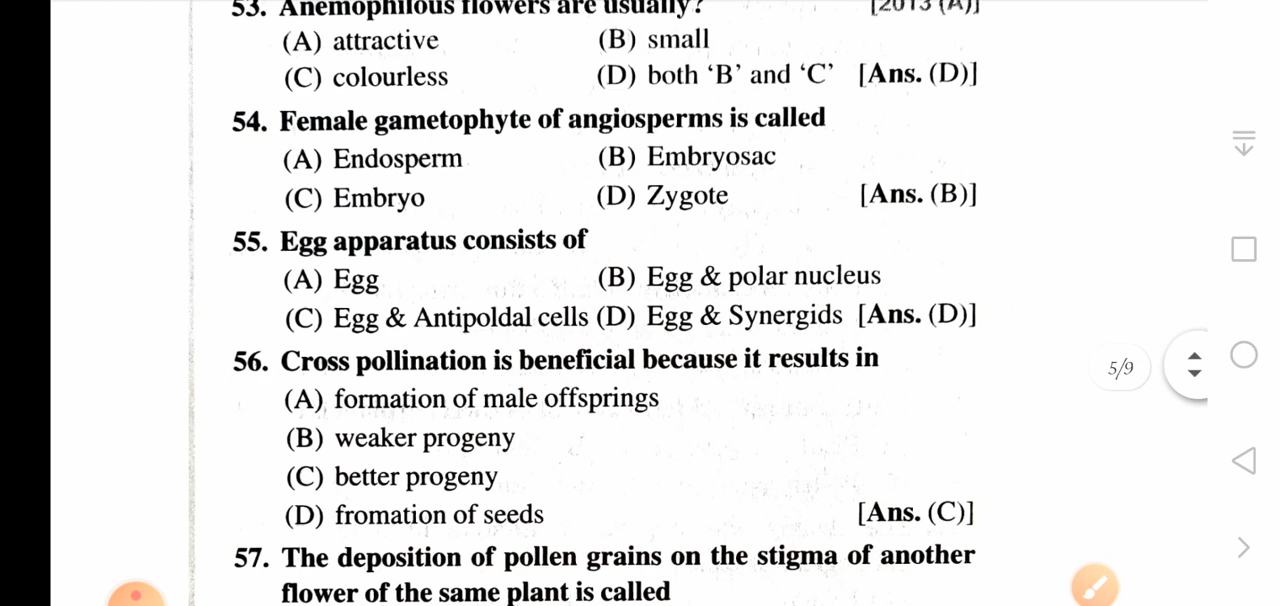 53. Anemophilous flowers are usually? [2013 (A)]
(A) attractive (B) small
(C) colourless (D) both ‘B’ and ‘C’ [Ans. (D)]
54. Female gametophyte of angiosperms is called
(A) Endosperm (B) Embryosac
(C) Embryo (D) Zygote [Ans. (B)]
55. Egg apparatus consists of
(A) Egg (B) Egg & polar nucleus
(C) Egg & Antipoldal cells (D) Egg & Synergids [Ans. (D)]
56. Cross pollination is beneficial because it results in
(A) formation of male offsprings
(B) weaker progeny
5/9
(C) better progeny
(D) fromation of seeds [Ans. (C)]
57. The deposition of pollen grains on the stigma of another
flower of the same plant is called